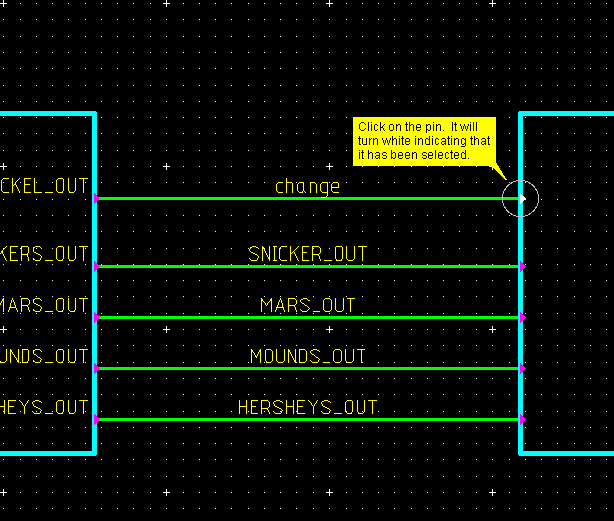 Click on the pin.  It will
turn white indicating that
it has been selected.
CKEL_OUT
change
KERS_OUT
SNICKER_OUT
MARS_OUT
MARS_OUT
UNDS_OUT
MOUNDS_OUT
HEYS_OUT
HERSHEYS_OUT